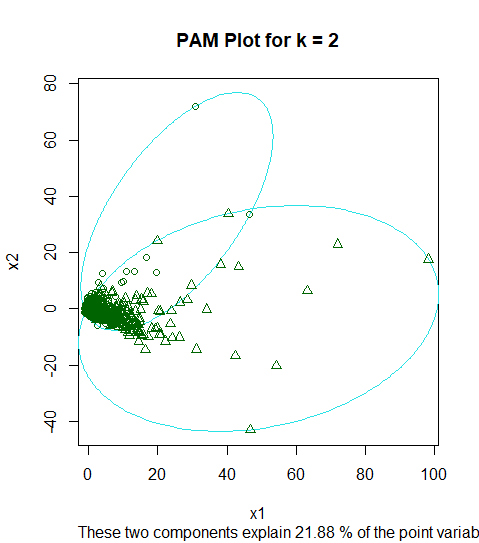 PAM Plot for k = 2
80
60
40
20
0
-20
-40
x2
0 20 40 60 80 100
x1
These two components explain 21.88 % of the point variab